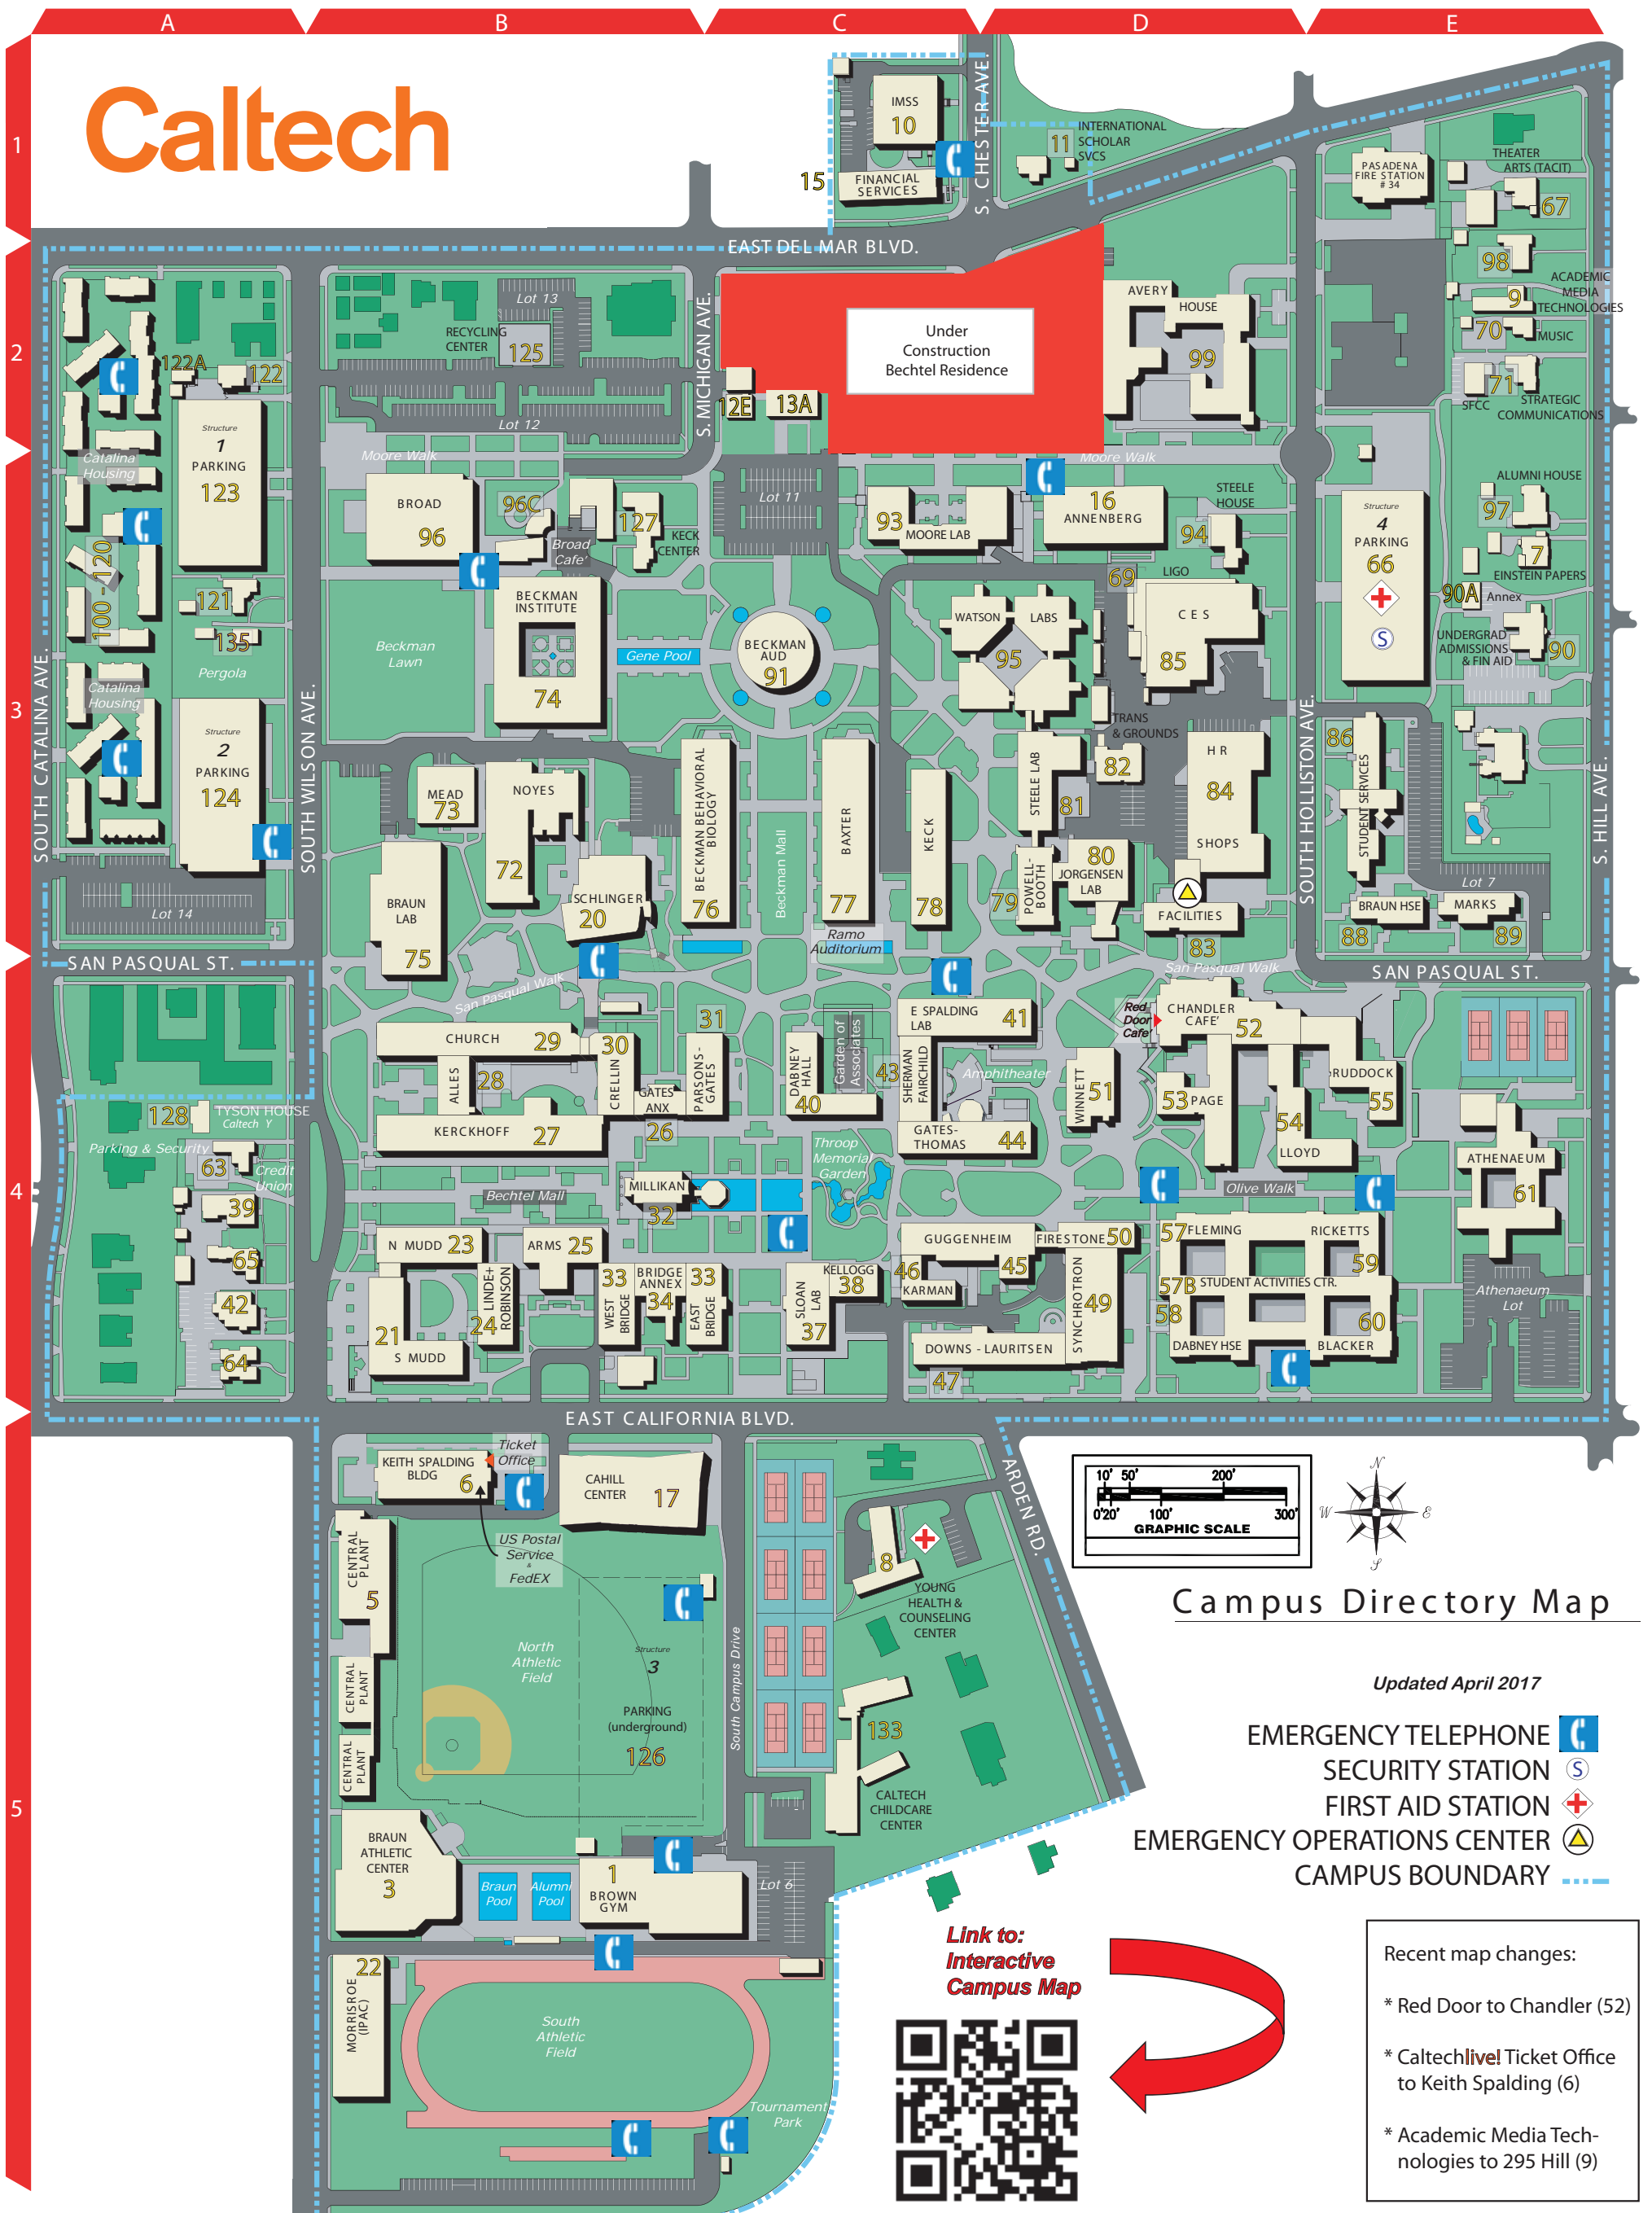 A
B
C
D
E
1
2
3
4
5
Caltech
IMSS
10
15
FINANCIAL
SERVICES
S. CHESTER AVE.
11
INTERNATIONAL
SCHOLAR
SVCS
PASADENA
FIRE STATION
# 34
THEATER
ARTS (TACIT)
67
EAST DEL MAR BLVD.
98
ACADEMIC
MEDIA
TECHNOLOGIES
9
70
MUSIC
71
SFCC
STRATEGIC
COMMUNICATIONS
Lot 13
RECYCLING
CENTER
125
Lot 12
S. MICHIGAN AVE.
Under
Construction
Bechtel Residence
AVERY
HOUSE
99
122A
122
12E
13A
Structure
1
PARKING
123
Catalina
Housing
Moore Walk
BROAD
96
96C
Broad
Cafe'
127
KECK
CENTER
Lot 11
93
MOORE LAB
Moore Walk
16
ANNENBERG
STEELE
HOUSE
94
Structure
4
PARKING
66
S
ALUMNI HOUSE
97
7
EINSTEIN PAPERS
90A
Annex
UNDERGRAD
ADMISSIONS
& FIN AID
90
100 -120
121
135
Pergola
BECKMAN
INSTITUTE
74
Beckman
Lawn
Gene Pool
BECKMAN
AUD
91
69
LIGO
WATSON
LABS
95
C E S
85
TRANS
& GROUNDS
SOUTH CATALINA AVE.
Catalina
Housing
Structure
2
PARKING
124
SOUTH WILSON AVE.
MEAD
73
NOYES
72
BRAUN
LAB
75
SCHLINGER
20
BECKMAN BEHAVIORAL
BIOLOGY
76
Beckman Mall
BAXTER
77
KECK
78
STEELE LAB
81
82
H R
84
SHOPS
POWELL-
BOOTH
79
80
JORGENSEN
LAB
FACILITIES
83
SOUTH HOLLISTON AVE.
86
STUDENT SERVICES
S. HILL AVE.
Lot 7
BRAUN HSE
88
MARKS
89
Lot 14
SAN PASQUAL ST.
Ramo
Auditorium
San Pasqual Walk
San Pasqual Walk
SAN PASQUAL ST.
CHURCH
29
ALLES
28
30
CRELLIN
31
PARSONS-
GATES
GATES
ANX
26
KERCKHOFF
27
DABNEY
HALL
40
Garden of
Associates
43
E SPALDING
LAB
41
SHERMAN
FAIRCHILD
Amphitheater
GATES-
THOMAS
44
WINNETT
51
Red
Door
Cafe'
CHANDLER
CAFE'
52
53
PAGE
54
LLOYD
RUDDOCK
55
128
TYSON HOUSE
Caltech Y
Parking & Security
63
Credit
Union
39
65
42
64
Bechtel Mall
MILLIKAN
32
Throop
Memorial
Garden
Olive Walk
ATHENAEUM
61
N MUDD
23
ARMS
25
21
S MUDD
LINDE+
ROBINSON
24
33
WEST
BRIDGE
BRIDGE
ANNEX
34
33
EAST
BRIDGE
SLOAN
LAB
37
KELLOGG
38
GUGGENHEIM
45
46
KARMAN
FIRESTONE
50
SYNCHROTRON
49
DOWNS - LAURITSEN
47
57
FLEMING
RICKETTS
59
57B
STUDENT ACTIVITIES CTR.
58
60
DABNEY HSE
BLACKER
Athenaeum
Lot
EAST CALIFORNIA BLVD.
KEITH SPALDING
BLDG
6
Ticket
Office
CAHILL
CENTER
17
US Postal
Service
&
FedEX
CENTRAL
PLANT
5
CENTRAL
PLANT
CENTRAL
PLANT
North
Athletic
Field
Structure
3
PARKING
(underground)
126
South Campus Drive
8
YOUNG
HEALTH &
COUNSELING
CENTER
ARDEN RD.
133
CALTECH
CHILDCARE
CENTER
BRAUN
ATHLETIC
CENTER
3
Braun
Pool
Alumni
Pool
1
BROWN
GYM
Lot 6
22
MORRISROE
(IPAC)
South
Athletic
Field
Tournament
Park
10' 50' 200'
0'20' 100' 300'
GRAPHIC SCALE
N
W
E
S
Campus Directory Map
Updated April 2017
EMERGENCY TELEPHONE
SECURITY STATION S
FIRST AID STATION
EMERGENCY OPERATIONS CENTER
CAMPUS BOUNDARY
Link to:
Interactive
Campus Map
Recent map changes:
* Red Door to Chandler (52)
* Caltechlive! Ticket Office
to Keith Spalding (6)
* Academic Media Tech-
nologies to 295 Hill (9)